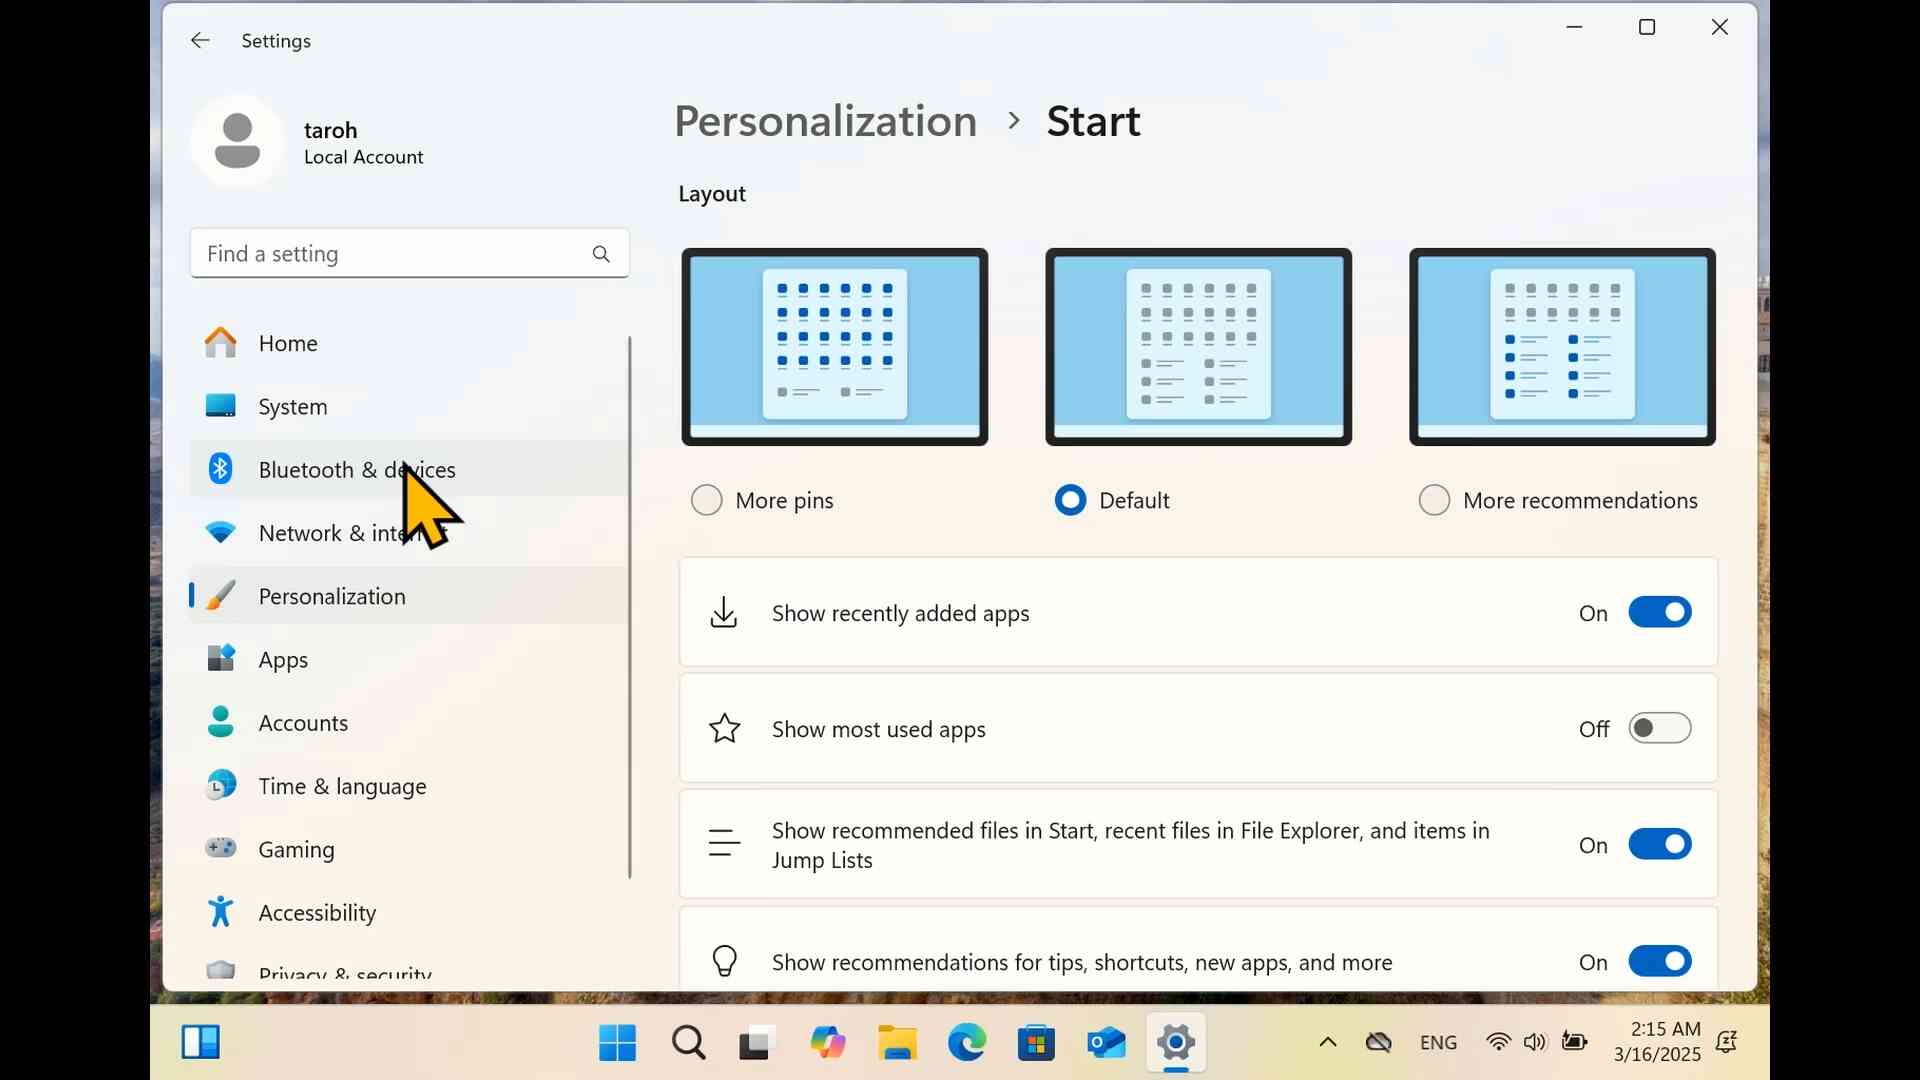 Settings
taroh
Local Account
Find a setting
Home
System
Bluetooth & devices
Network &
Personalization
Apps
Accounts
Time & language
Gaming
Accessibility
Privacy & security
Personalization > Start
Layout
More pins
Default
More recommendations
Show recently added apps
On
Show most used apps
Off
Show recommended files in Start, recent files in File Explorer, and items in
Jump Lists
On
Show recommendations for tips, shortcuts, new apps, and more
On
ENG
2:15 AM
3/16/2025